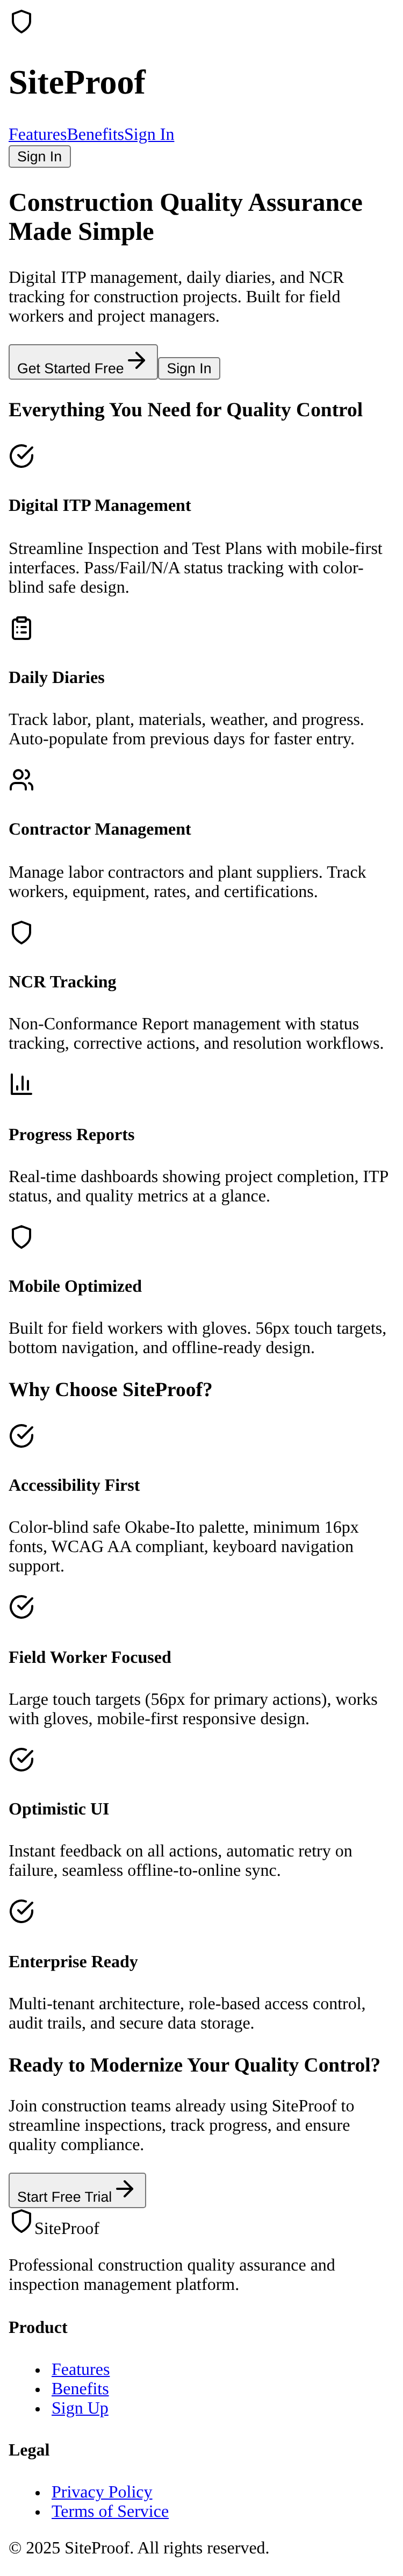 SiteProof
FeaturesBenefitsSign In
Sign In
Construction Quality Assurance
Made Simple
Digital ITP management, daily diaries, and NCR
tracking for construction projects. Built for field
workers and project managers.
Get Started Free Sign In
Everything You Need for Quality Control
Digital ITP Management
Streamline Inspection and Test Plans with mobile-first
interfaces. Pass/Fail/N/A status tracking with color-
blind safe design.
Daily Diaries
Track labor, plant, materials, weather, and progress.
Auto-populate from previous days for faster entry.
Contractor Management
Manage labor contractors and plant suppliers. Track
workers, equipment, rates, and certifications.
NCR Tracking
Non-Conformance Report management with status
tracking, corrective actions, and resolution workflows.
Progress Reports
Real-time dashboards showing project completion, ITP
status, and quality metrics at a glance.
Mobile Optimized
Built for field workers with gloves. 56px touch targets,
bottom navigation, and offline-ready design.
Why Choose SiteProof?
Accessibility First
Color-blind safe Okabe-Ito palette, minimum 16px
fonts, WCAG AA compliant, keyboard navigation
support.
Field Worker Focused
Large touch targets (56px for primary actions), works
with gloves, mobile-first responsive design.
Optimistic UI
Instant feedback on all actions, automatic retry on
failure, seamless offline-to-online sync.
Enterprise Ready
Multi-tenant architecture, role-based access control,
audit trails, and secure data storage.
Ready to Modernize Your Quality Control?
Join construction teams already using SiteProof to
streamline inspections, track progress, and ensure
quality compliance.
Start Free Trial
SiteProof
Professional construction quality assurance and
inspection management platform.
Product
Features
Benefits
Sign Up
Legal
Privacy Policy
Terms of Service
© 2025 SiteProof. All rights reserved.